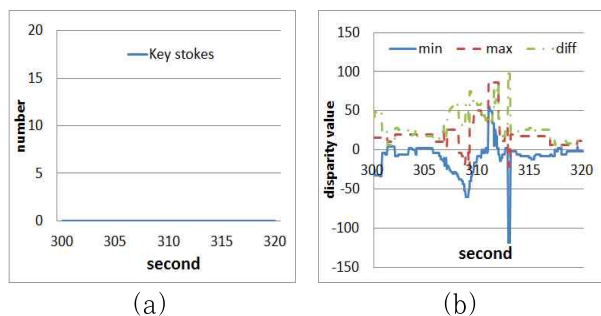 20
15
10
5
0
number
Key stokes
300 305 310 315 320
second
(a)
150
100
50
0
-50
-100
-150
disparity value
min max diff
300 305 310 315 320
second
(b)